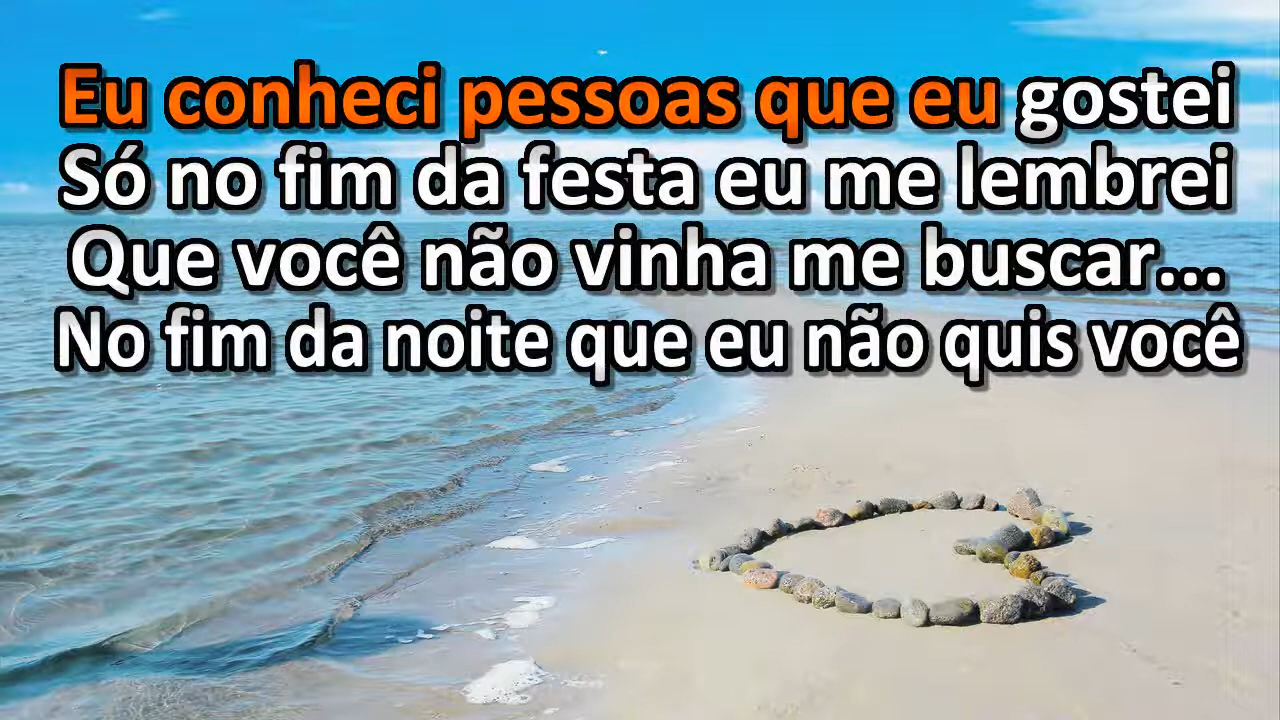 Eu conheci pessoas que eu gostei
Só no fim da festa eu me lembrei
Que você não vinha me buscar...
No fim da noite que eu não quis você